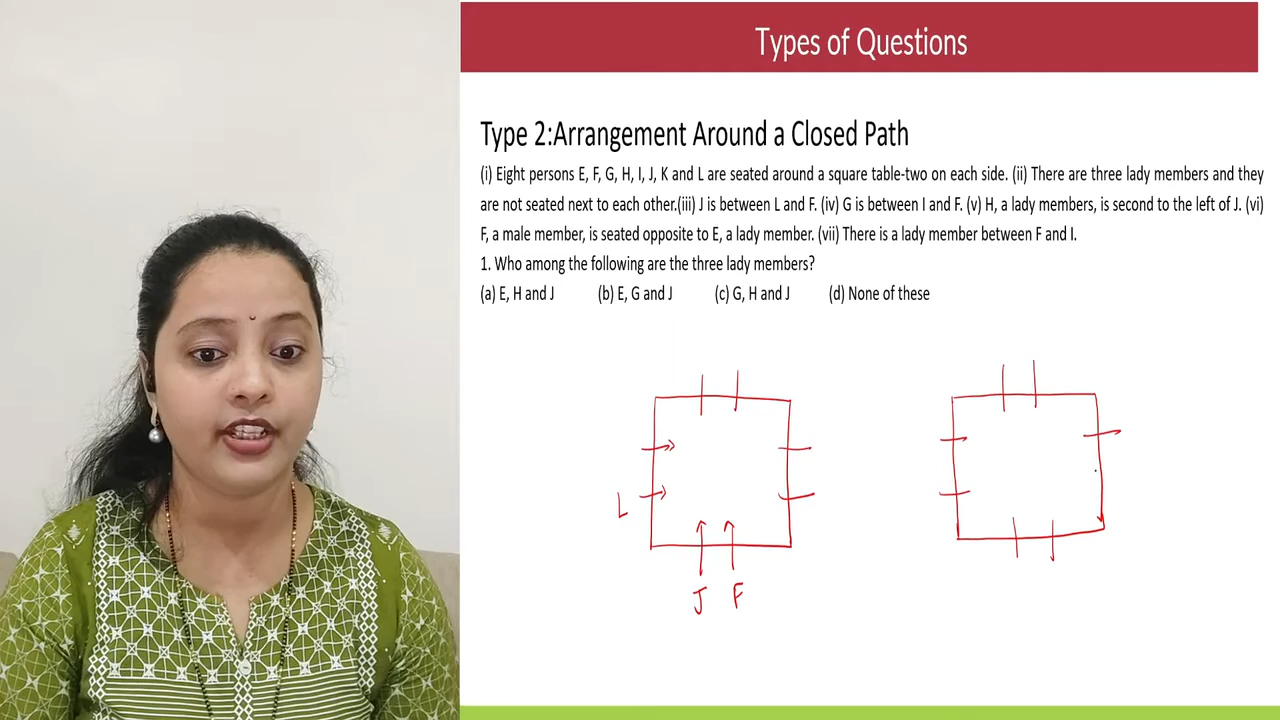 Types of Questions
Type 2:Arrangement Around a Closed Path
(i) Eight persons E, F, G, H, I, J, K and L are seated around a square table-two on each side. (ii) There are three lady members and they
are not seated next to each other.(iii) J is between L and F. (iv) G is between I and F. (v) H, a lady members, is second to the left of J. (vi)
F, a male member, is seated opposite to E, a lady member. (vii) There is a lady member between F and I.
1. Who among the following are the three lady members?
(a) E, H and J (b) E, G and J (c) G, H and J (d) None of these
L
J F